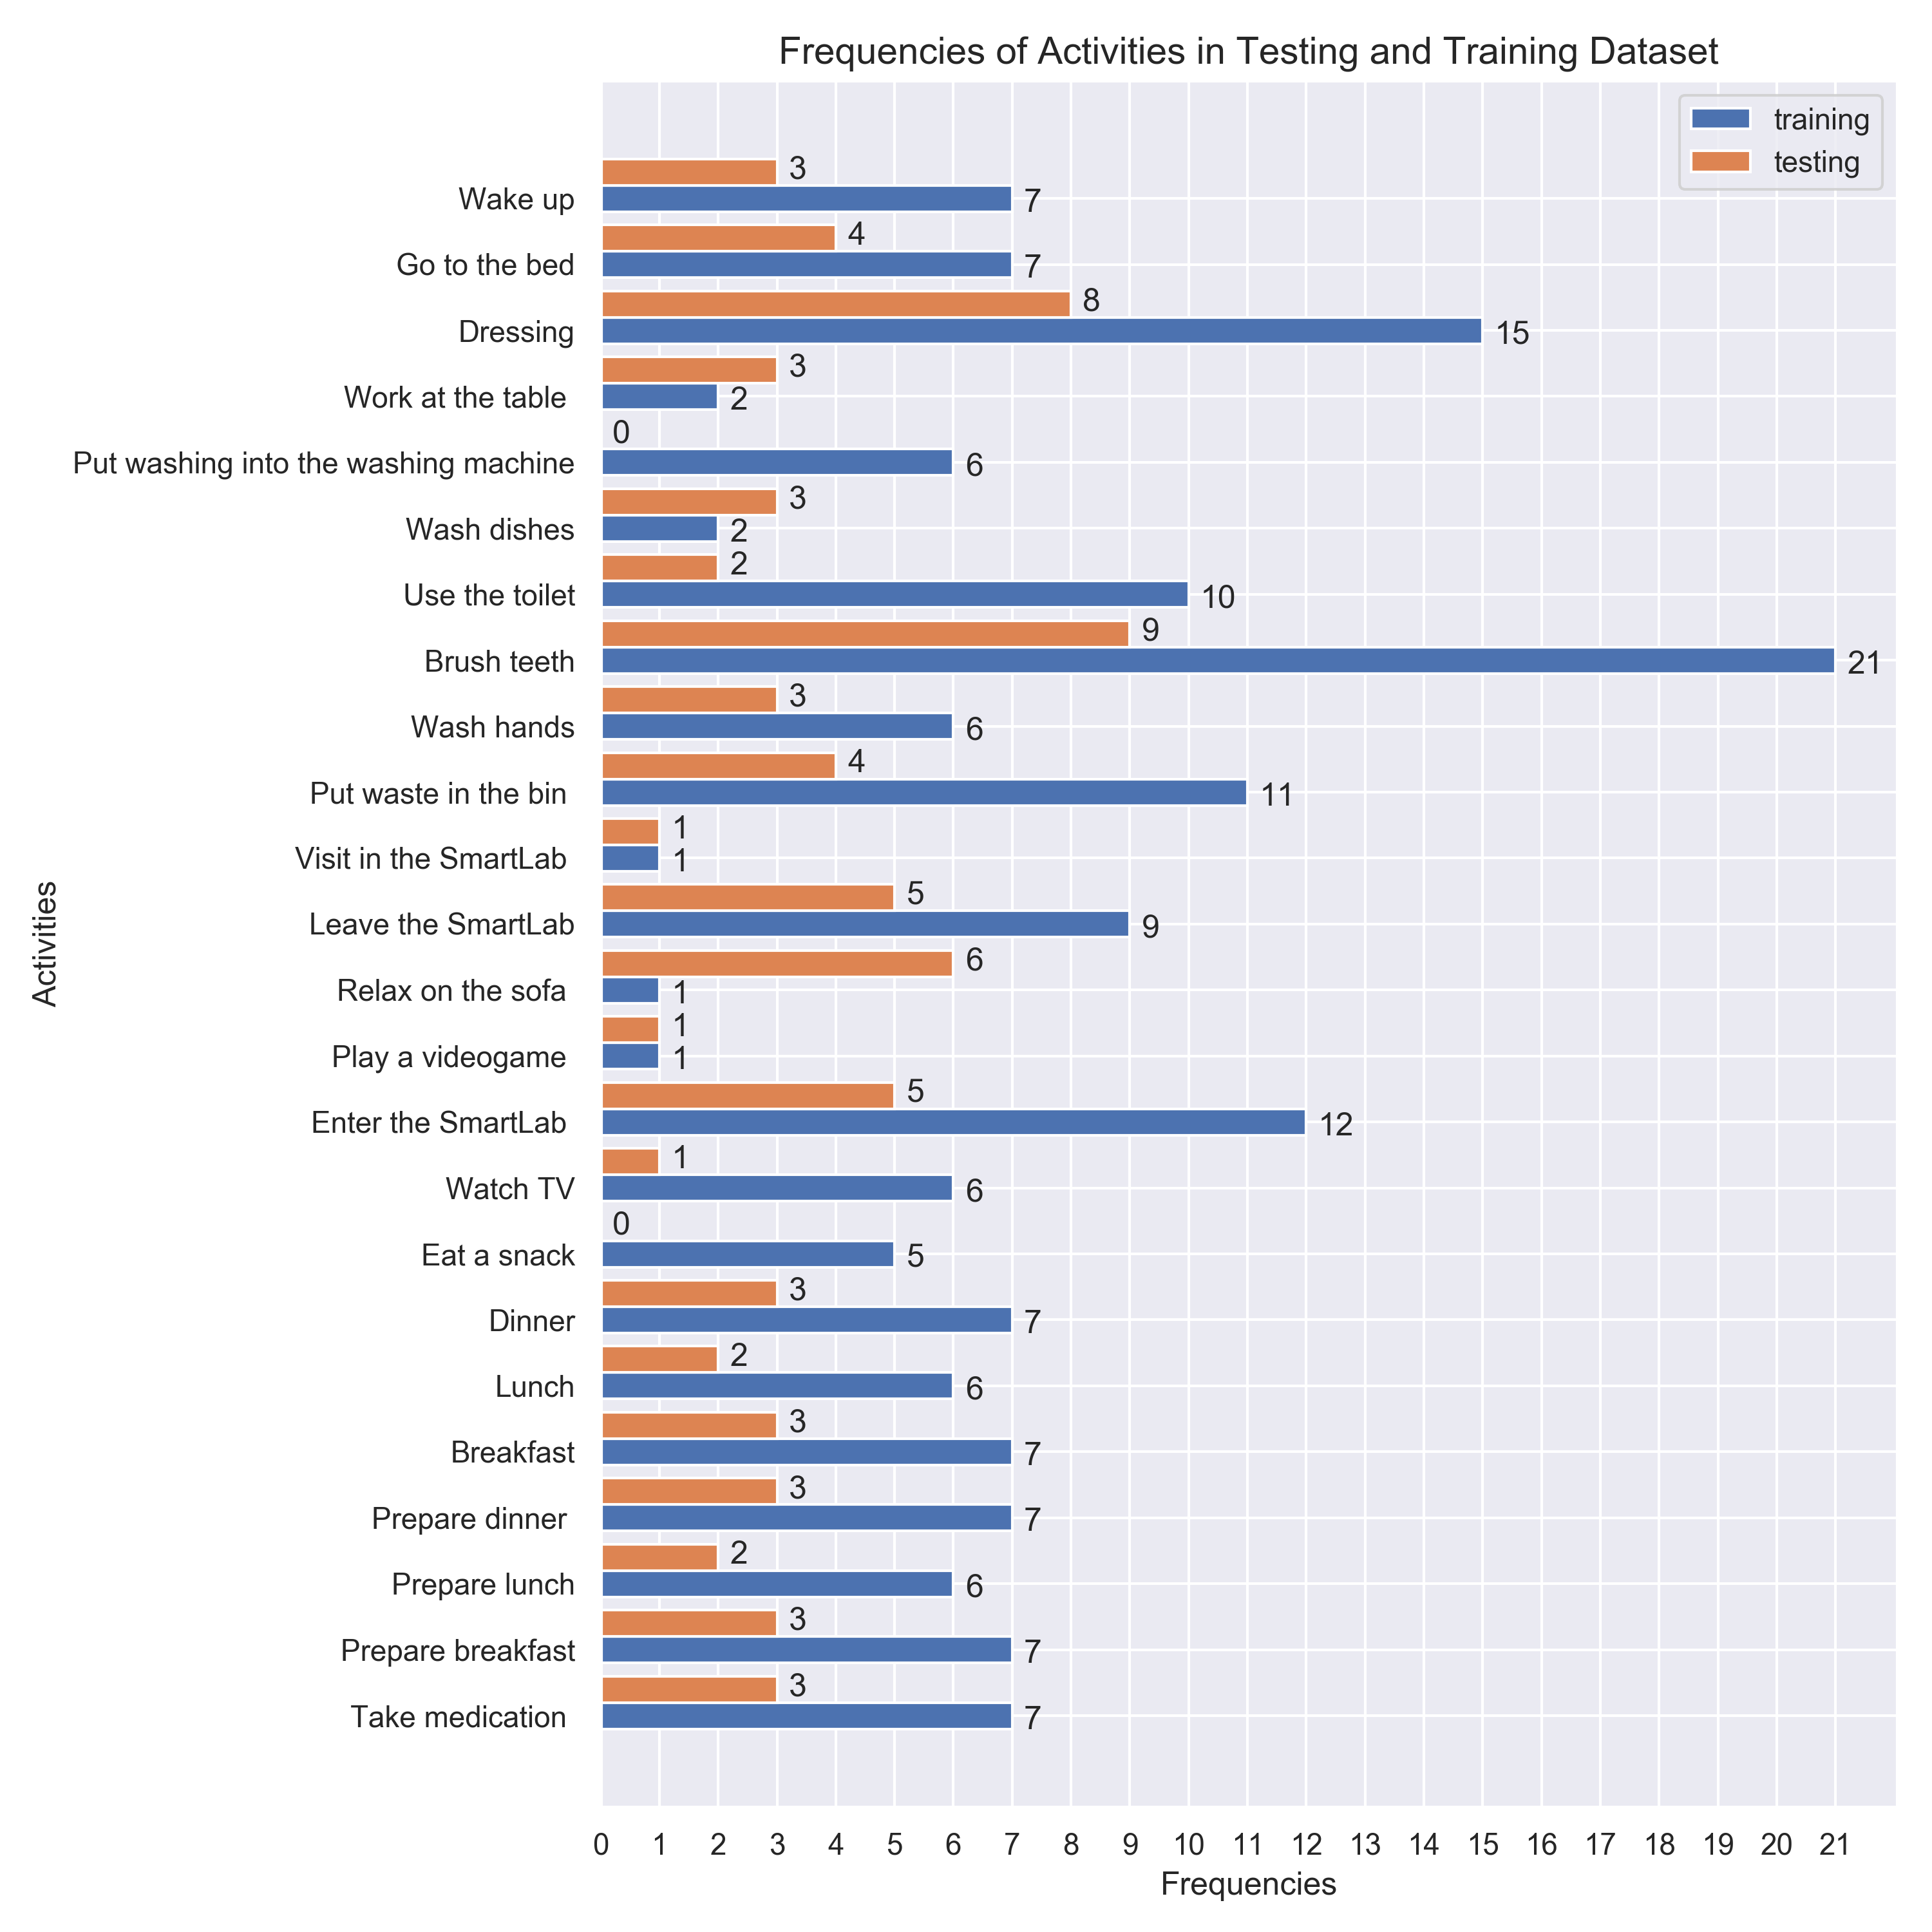 Frequencies of Activities in Testing and Training Dataset
training
testing
3
Wake up 7
4
Go to the bed 7
8
Dressing 15
3
Work at the table 2
0
Put washing into the washing machine 6
3
Wash dishes 2
2
Use the toilet 10
9
Brush teeth 21
3
Wash hands 6
4
Put waste in the bin 11
1
Visit in the SmartLab 1
5
Leave the SmartLab 9
6
Relax on the sofa 1
1
Play a videogame 1
5
Enter the SmartLab 12
1
Watch TV 6
0
Eat a snack 5
3
Dinner 7
2
Lunch 6
3
Breakfast 7
3
Prepare dinner 7
2
Prepare lunch 6
3
Prepare breakfast 7
3
Take medication 7
Activities
0 1 2 3 4 5 6 7 8 9 10 11 12 13 14 15 16 17 18 19 20 21
Frequencies